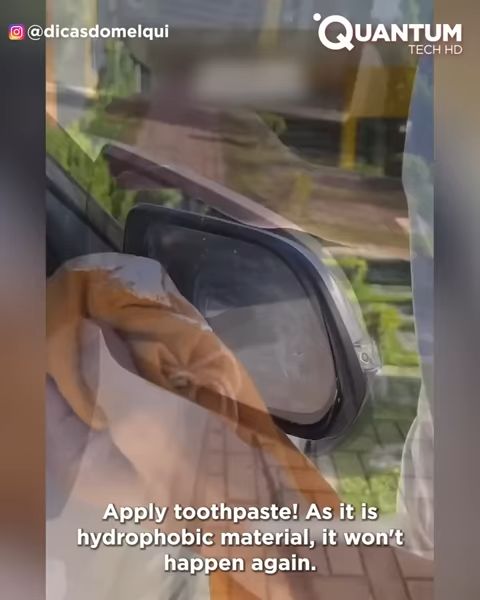 @dicasdomelqui
QUANTUM
TECH HD
Apply toothpaste! As it is
hydrophobic material, it won't
happen again.